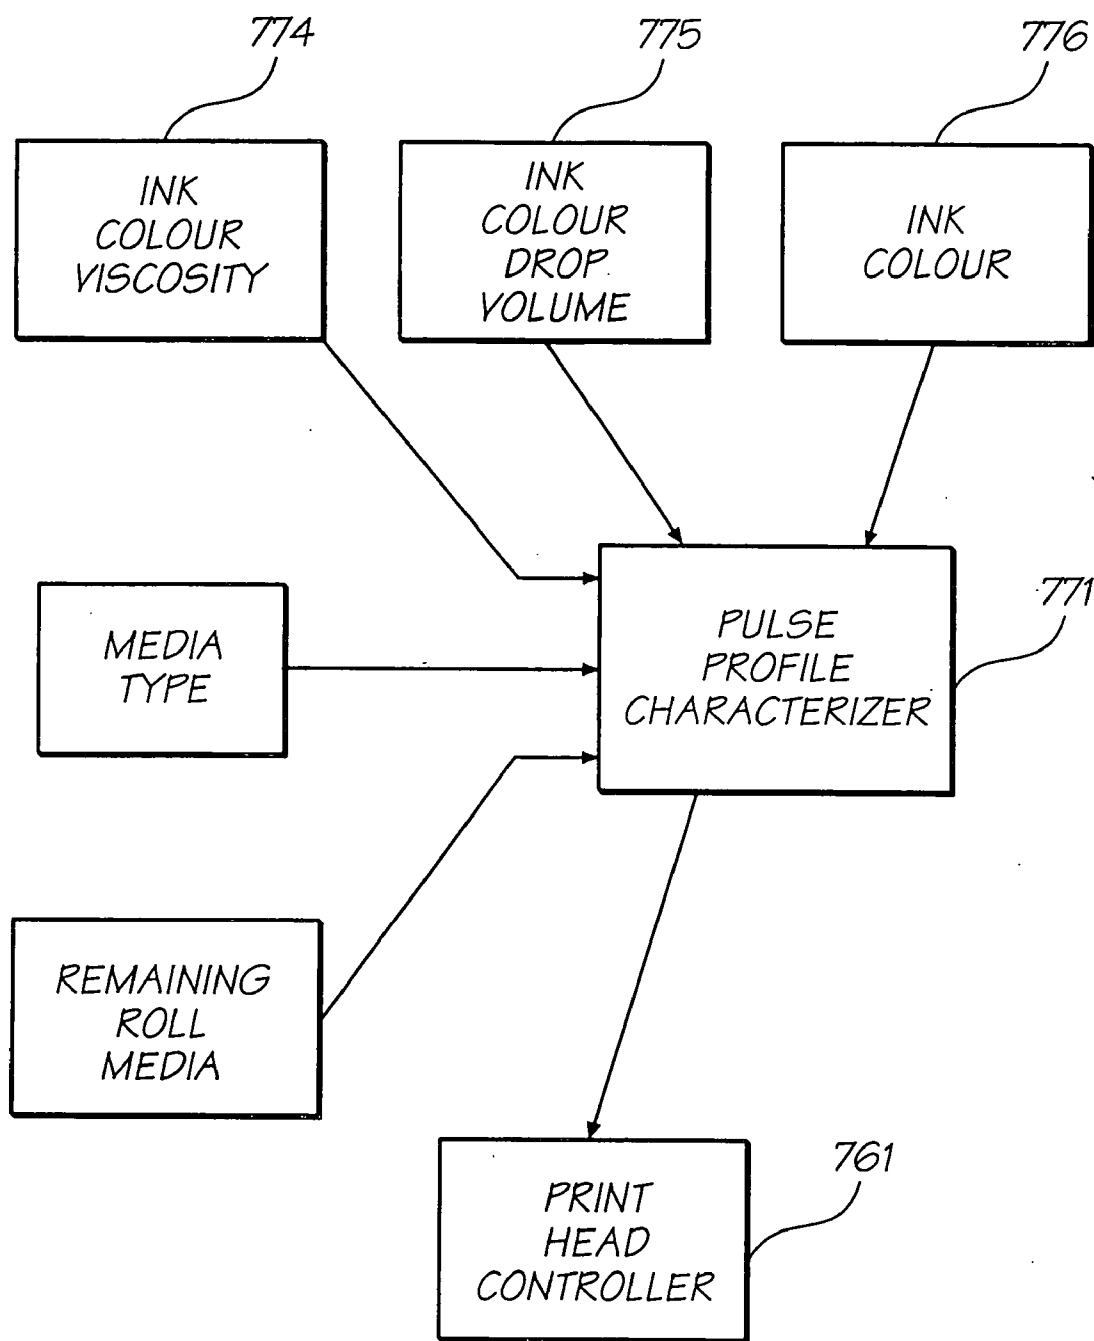 774
775
776
INK
COLOUR
VISCOSITY
INK
COLOUR
DROP
VOLUME
INK
COLOUR
771
MEDIA
TYPE
PULSE
PROFILE
CHARACTERIZER
REMAINING
ROLL
MEDIA
761
PRINT
HEAD
CONTROLLER